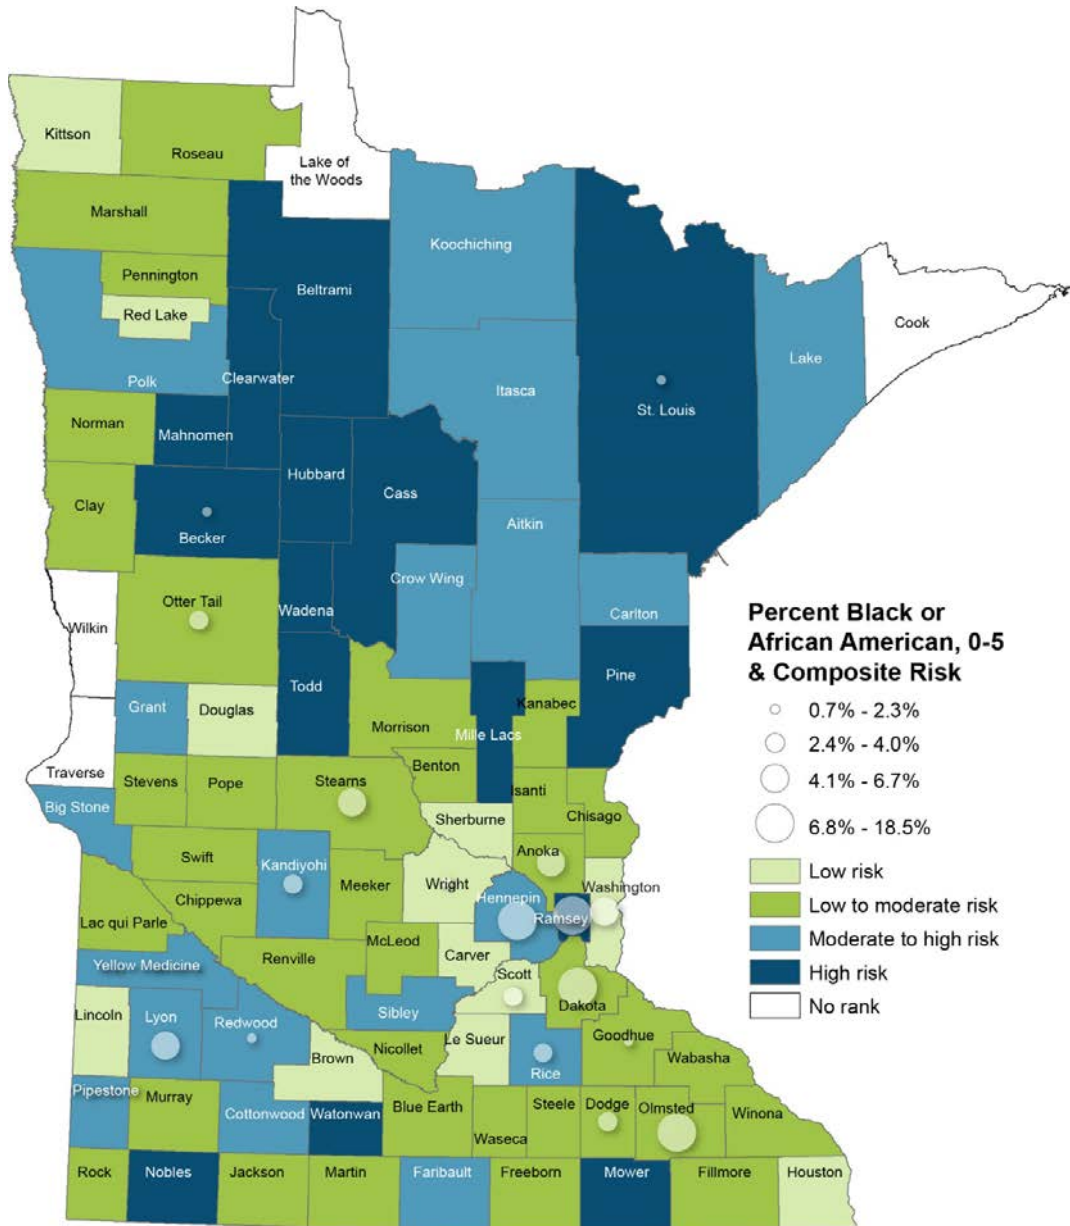 Kittson
Roseau
Lake of
the Woods
Marshall
Koochiching
Pennington
Beltrami
Red Lake
Cook
Lake
Polk
Clearwater
Itasca
St. Louis
Norman
Mahnomen
Hubbard
Cass
Clay
Aitkin
Becker
Crow Wing
Otter Tail
Wadena
Carlton
Wilkin
Pine
Todd
Grant
Douglas
Kanabec
Morrison
Mille Lacs
Traverse
Stevens
Pope
Stearns
Benton
Isanti
Big Stone
Sherburne
Chisago
Swift
Kandiyohi
Anoka
Meeker
Wright
Washington
Chippewa
Hennepin
Ramsey
Lac qui Parle
McLeod
Renville
Carver
Yellow Medicine
Scott
Dakota
Lincoln
Lyon
Redwood
Sibley
Goodhue
Le Sueur
Nicollet
Brown
Wabasha
Rice
Pipestone
Murray
Cottonwood
Watonwan
Blue Earth
Steele
Dodge
Olmsted
Winona
Waseca
Rock
Nobles
Jackson
Martin
Faribault
Freeborn
Mower
Fillmore
Houston
Percent Black or
African American, 0-5
& Composite Risk
0.7% - 2.3%
2.4% - 4.0%
4.1% - 6.7%
6.8% - 18.5%
Low risk
Low to moderate risk
Moderate to high risk
High risk
No rank